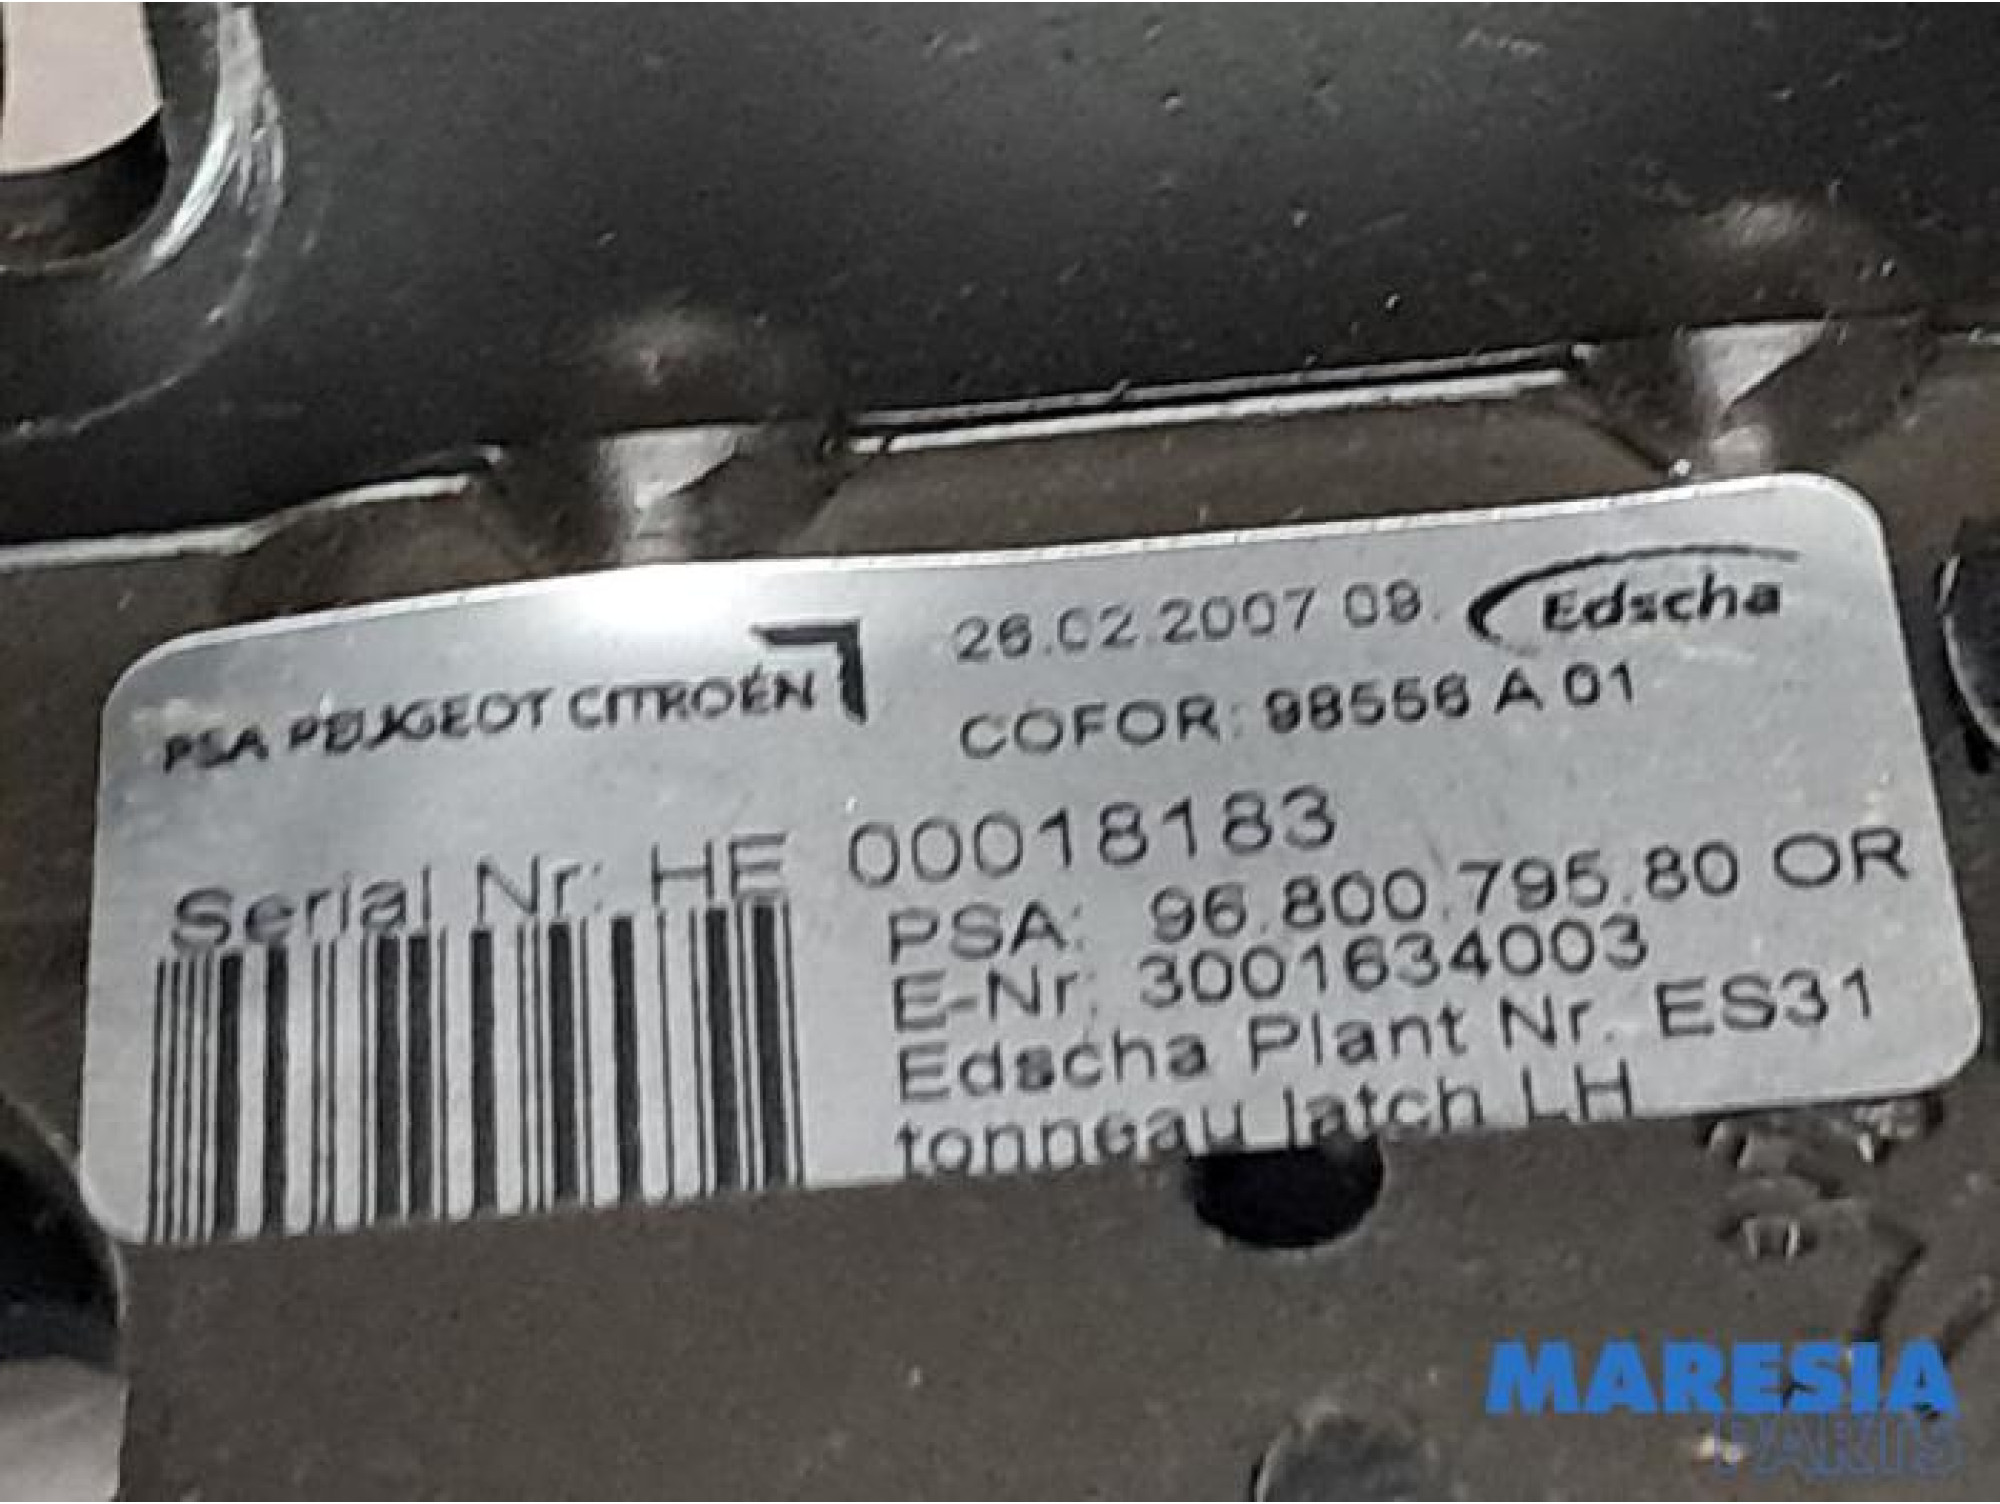 26.02.2007 09. Edscha
PSA PEUGEOT CITROËN
COFOR: 98556 A 01
Serial Nr: HE 00018183
PSA: 96.800.795.80 OR
E-Nr: 3001634003
Edscha Plant Nr. ES31
tonneau latch LH
MARESIA
PARTS